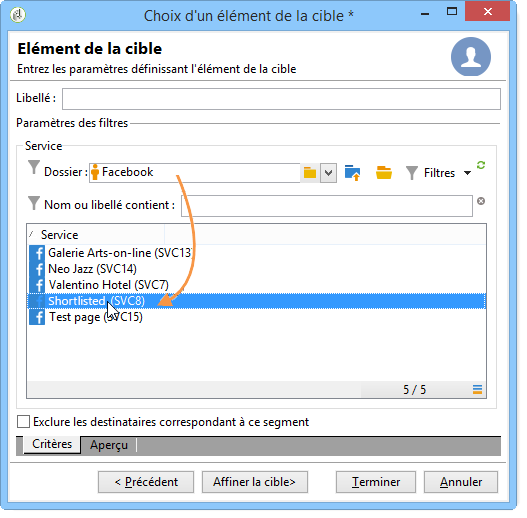 Choix d'un élément de la cible *
Elément de la cible
Entrez les paramètres définissant l'élément de la cible
Libellé :
Paramètres des filtres
Service
Dossier : Facebook Filtres
Nom ou libellé contient :
Service
Galerie Arts-on-line (SVC13)
Neo Jazz (SVC14)
Valentino Hotel (SVC7)
Shortlisted (SVC8)
Test page (SVC15)
5 / 5
Exclure les destinataires correspondant à ce segment
Critères Aperçu
< Précédent Affiner la cible> Terminer Annuler